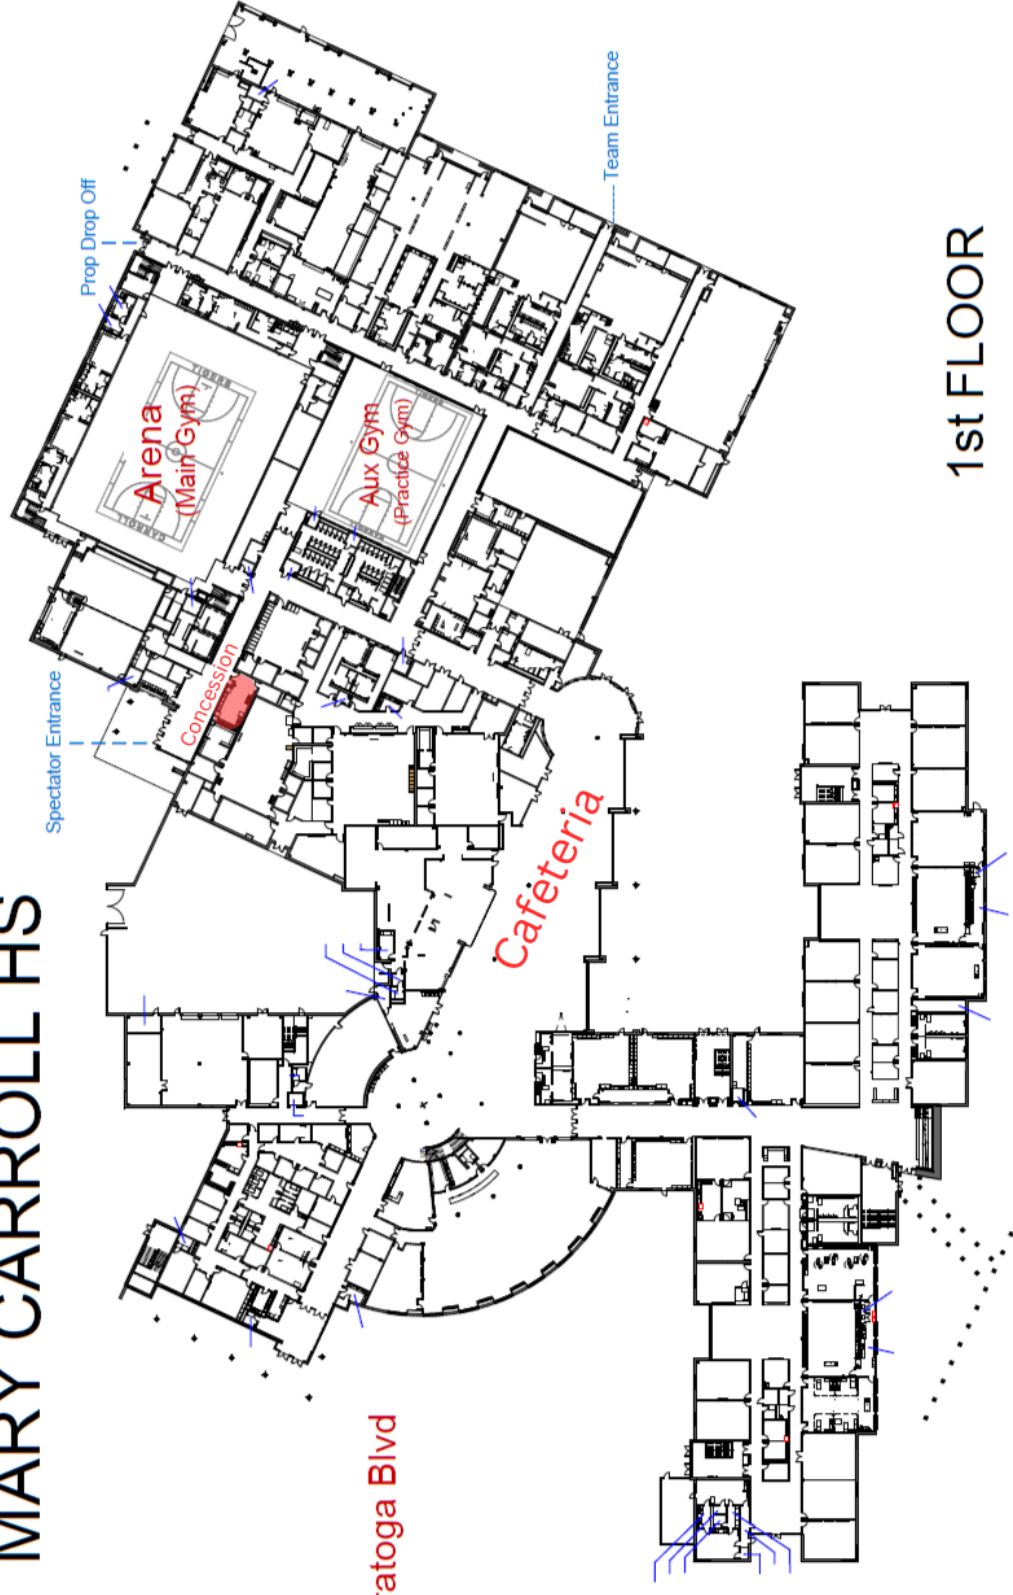 MARY CARROLL HS
atoga Blvd
Spectator Entrance
Prop Drop Off
Team Entrance
Arena
(Main Gym)
CARROLL
Aux Gym
(Practice Gym)
Concession
Cafeteria
1st FLOOR